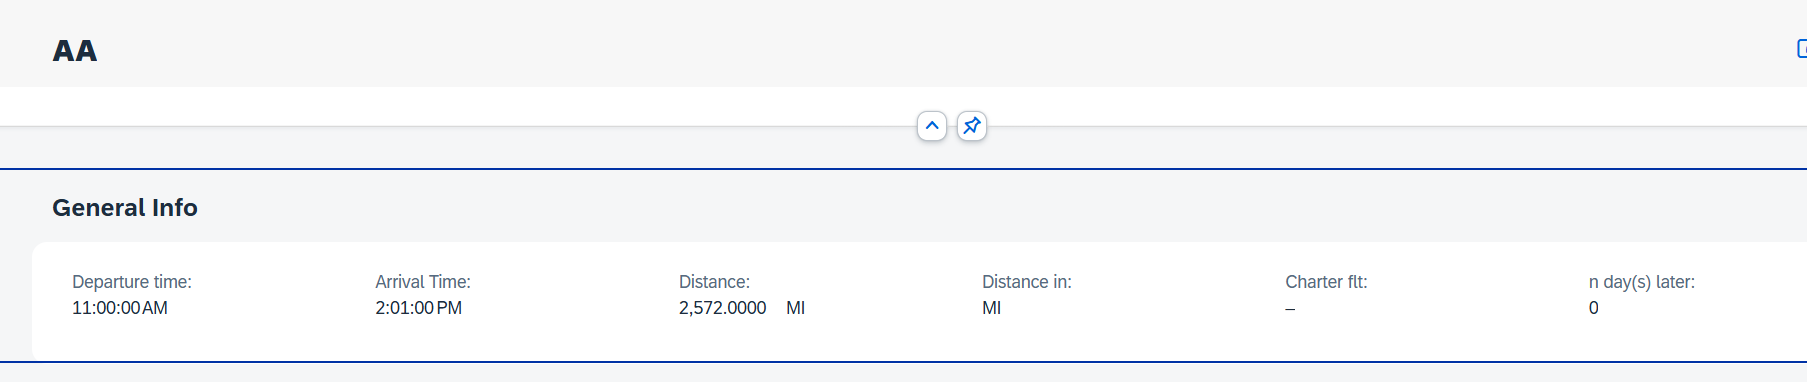 AA
General Info
Departure time: Arrival Time: Distance: Distance in: Charter flt: n day(s) later:
11:00:00 AM 2:01:00 PM 2,572.0000 MI MI – 0